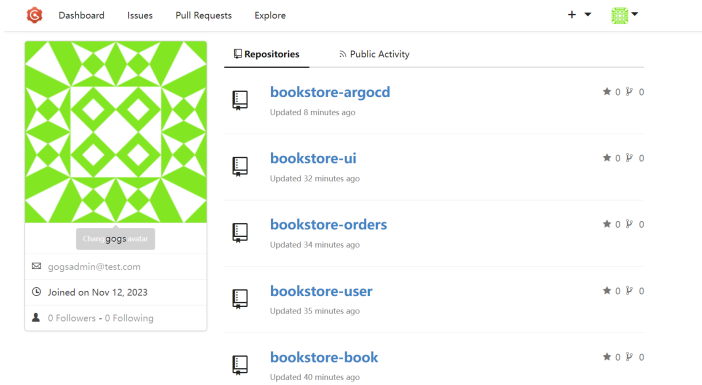 Dashboard Issues Pull Requests Explore
Repositories Public Activity
bookstore-argocd
0 0
Updated 8 minutes ago
bookstore-ui
0 0
Updated 32 minutes ago
bookstore-orders
0 0
Updated 34 minutes ago
bookstore-user
0 0
Updated 35 minutes ago
bookstore-book
0 0
Updated 40 minutes ago
gogs
avatar
gogsadmin@test.com
Joined on Nov 12, 2023
0 Followers - 0 Following